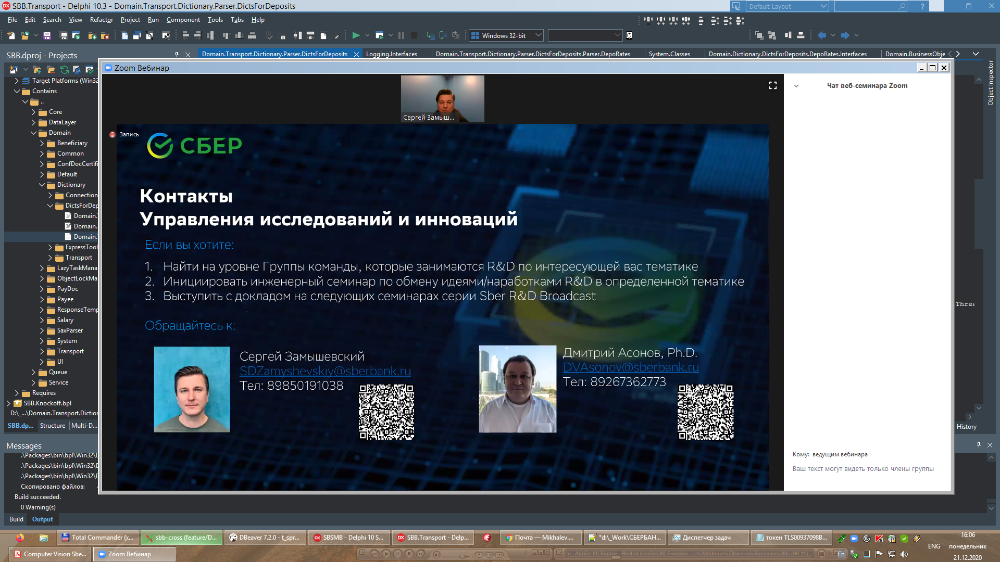 SBB.Transport - Delphi 10.3 - Domain.Transport.Dictionary.Parser.DictsForDeposits
Default Layout
File Edit Search View Refactor Project Run Component Tools Tabs Help
Windows 32-bit
SBB.dproj - Projects
Domain.Transport.Dictionary.Parser.DictsForDeposits
Logging.Interfaces
Domain.Transport.Dictionary.Parser.DictsForDeposits.Parser.DepoRates
System.Classes
Domain.Dictionary.DictsForDeposits.DepoRates.Interfaces
Domain.BusinessObje
Object Inspector
Target Platforms (Win32
Contains
..
Core
DataLayer
Domain
Beneficiary
Common
ConfDocCertifi
Default
Dictionary
Connection
DictsForDep
Domain.
Domain.
Domain.
ExpressTool
Transport
LazyTaskMana
ObjectLockMa
PayDoc
Payee
ResponseTemp
Salary
SaxParser
System
Transport
UI
Queue
Service
Requires
SBB.Knockoff.bpl
D:\_...\Domain.Transport.Diction
SBB.dp... Structure Multi-D...
Zoom Вебинар
Сергей Замыш...
Запись
СБЕР
Контакты
Управления исследований и инноваций
Если вы хотите:
1. Найти на уровне Группы команды, которые занимаются R&D по интересующей вас тематике
2. Инициировать инженерный семинар по обмену идеями/наработками R&D в определенной тематике
3. Выступить с докладом на следующих семинарах серии Sber R&D Broadcast
Обращайтесь к:
Сергей Замышевский
SDZamyshevskiy@sberbank.ru
Тел: 89850191038
Дмитрий Асонов, Ph.D.
DVAsonov@sberbank.ru
Тел: 89267362773
Чат веб-семинара Zoom
Кому: ведущим вебинара
Ваш текст могут видеть только члены группы
.Threa
History
Messages
.\Packages\bin\bpl\Win32\D
.\Packages\bin\bpl\Win32\D
.\Packages\bin\bpl\Win32\D
Скопировано файлов:
Build succeeded.
0 Warning(s)
Build Output
Total Commander (x...
sbb-cross (feature/D...
DBeaver 7.2.0 - t_spr...
SBSMB - Delphi 10 S...
SBB.Transport - Delp...
Почта — Mikhalev....
*d:\_Work\СБЕРБАН...
Диспетчер задач
токен TLS00937098B...
Computer Vision Sbe...
Zoom Вебинар
m - Année 80 France - Best of Années 80 Français - Les Meilleures Chansons Françaises 80s (96:11)
En
ENG
16:06
понедельник
21.12.2020